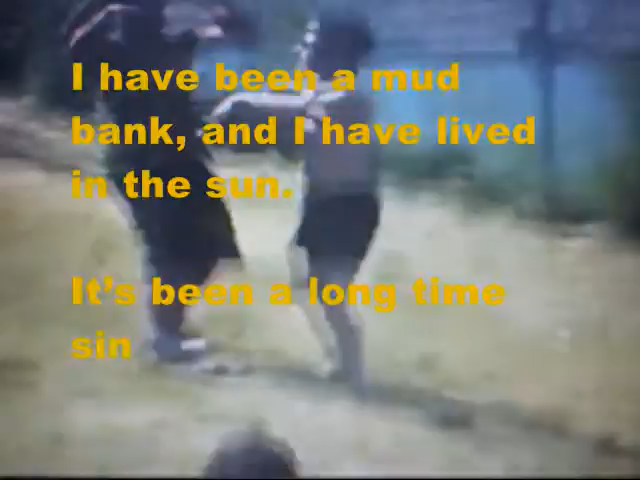 I have been a mud
bank, and I have lived
in the sun.
It's been a long time
sin